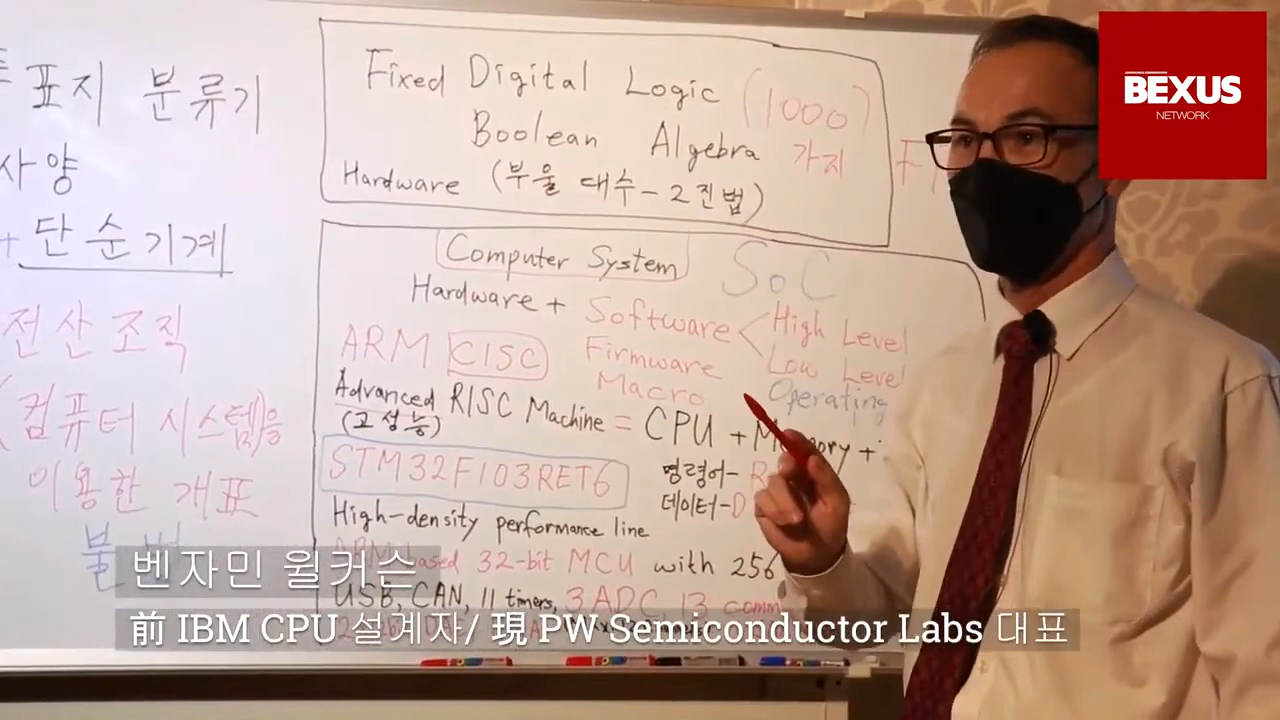 표지 분류기
사양
+ 단순기계
전산조직
(컴퓨터 시스템)을
이용한 개표
불
Fixed Digital Logic (1000
Boolean Algebra 가지
Hardware (부울 대수-2진법)
Computer System SoC
Hardware + Software < High Level
ARM CISC Firmware Low Level
Macro Operating
Advanced RISC Machine = CPU + Memory +
(고성능)
STM32F103RET6
명령어-
데이터-D
High-density performance line
ARM based 32-bit MCU with 256
USB, CAN, 11 timers, 3 ADC, 13 comm
BEXUS
NETWORK
벤자민 윌커슨
前 IBM CPU 설계자/ 現 PW Semiconductor Labs 대표